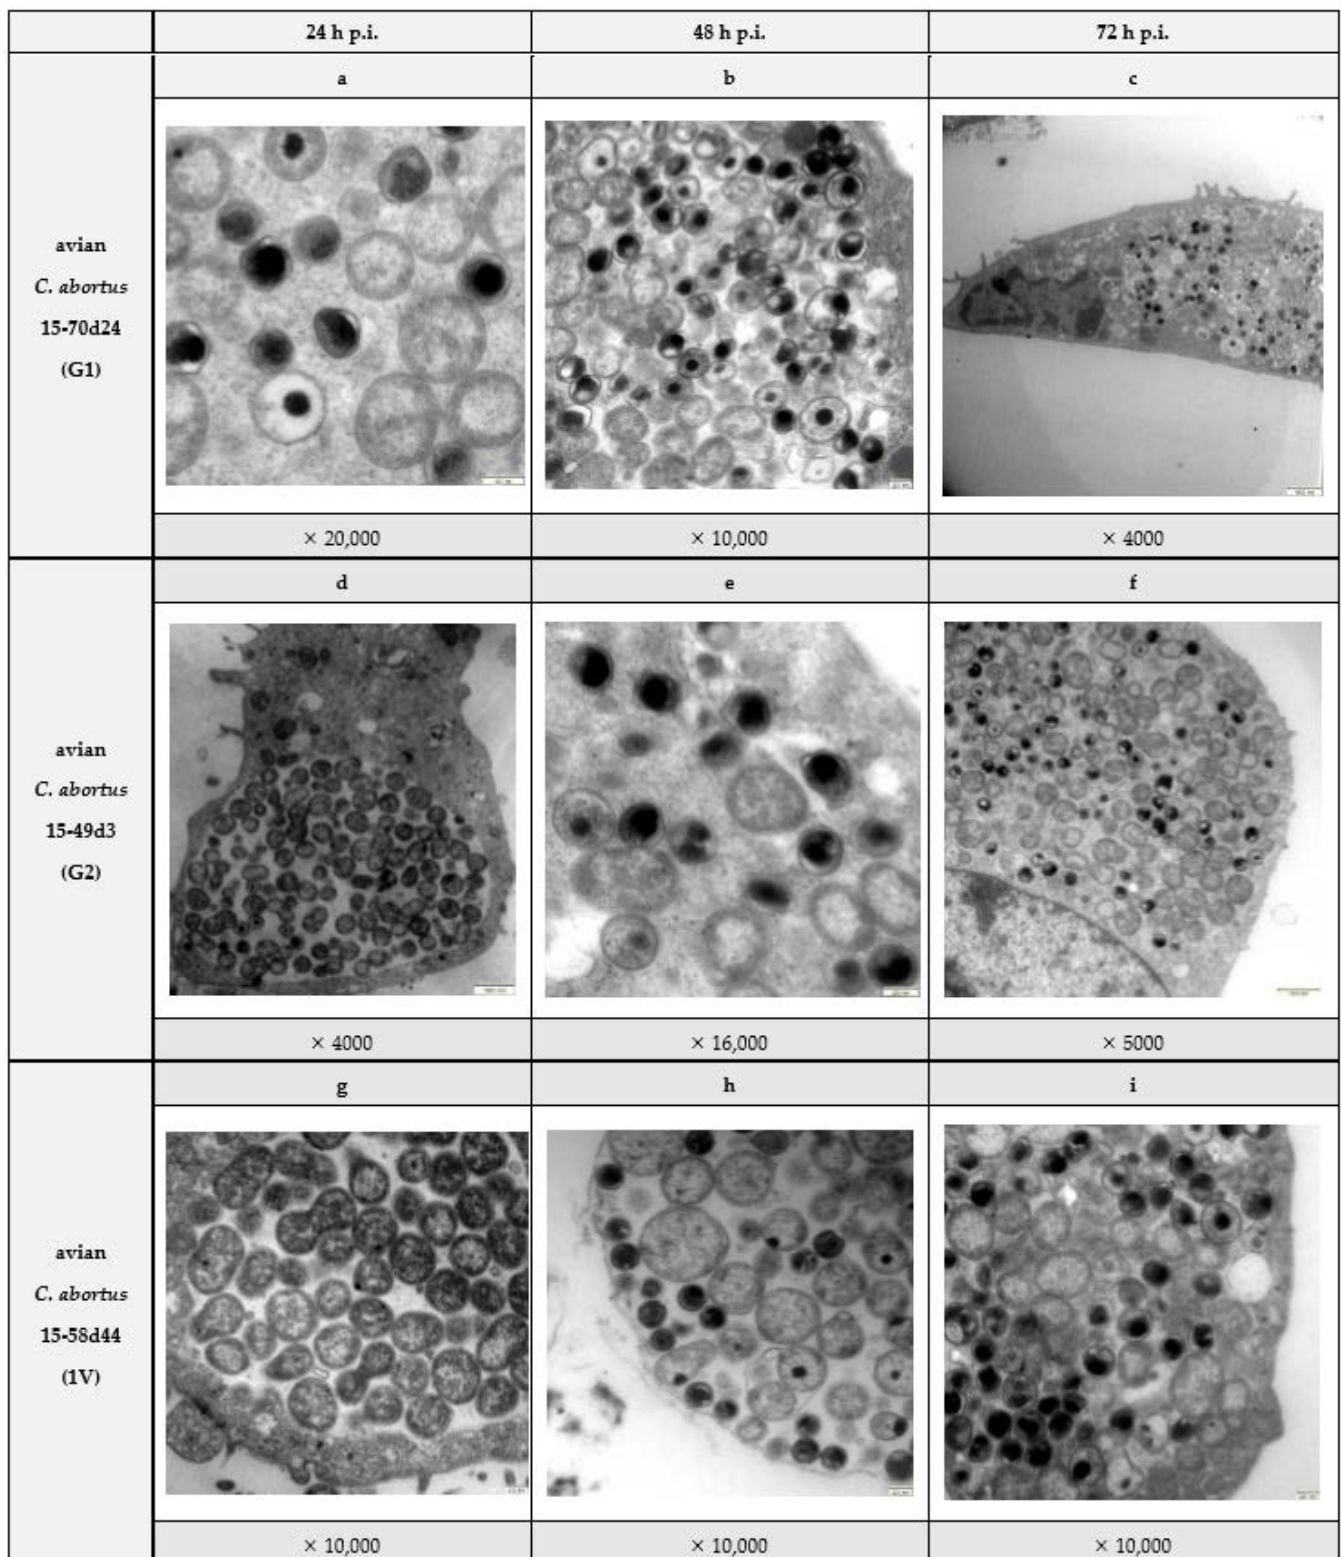 24 h p.i. 48 h p.i. 72 h p.i.
a b c
avian
C. abortus
15-70d24
(G1)
× 20,000 × 10,000 × 4000
d e f
avian
C. abortus
15-49d3
(G2)
× 4000 × 16,000 × 5000
g h i
avian
C. abortus
15-58d44
(1V)
× 10,000 × 10,000 × 10,000